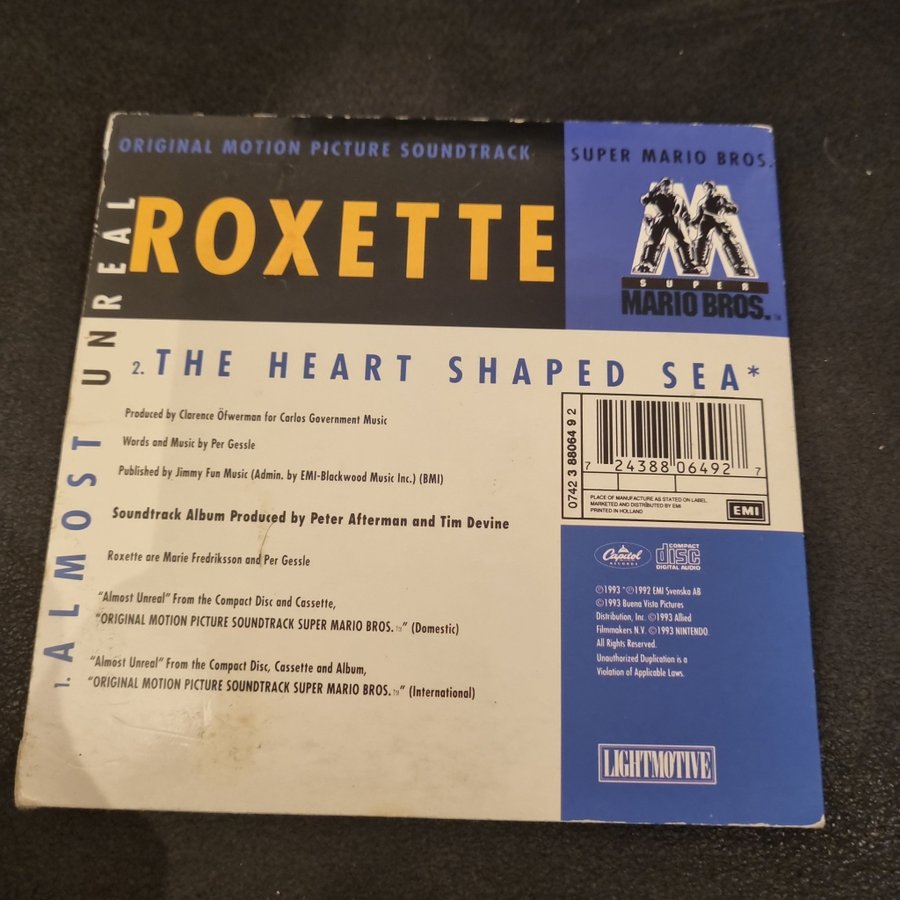 ORIGINAL MOTION PICTURE SOUNDTRACK
SUPER MARIO BROS.
ROXETTE
SUPER
MARIO BROS.™
1. ALMOST UNREAL
2. THE HEART SHAPED SEA*
Produced by Clarence Öfwerman for Carlos Government Music
Words and Music by Per Gessle
Published by Jimmy Fun Music (Admin. by EMI-Blackwood Music Inc.) (BMI)
Soundtrack Album Produced by Peter Afterman and Tim Devine
Roxette are Marie Fredriksson and Per Gessle
"Almost Unreal" From the Compact Disc and Cassette,
"ORIGINAL MOTION PICTURE SOUNDTRACK SUPER MARIO BROS.™" (Domestic)
"Almost Unreal" From the Compact Disc, Cassette and Album,
"ORIGINAL MOTION PICTURE SOUNDTRACK SUPER MARIO BROS.™" (International)
0742 3 88064 9 2
7 24388 06492 7
PLACE OF MANUFACTURE AS STATED ON LABEL.
MARKETED AND DISTRIBUTED BY EMI
PRINTED IN HOLLAND
EMI
Capitol
RECORDS
COMPACT
disc
DIGITAL AUDIO
℗1993 *℗1992 EMI Svenska AB
©1993 Buena Vista Pictures
Distribution, Inc. ©1993 Allied
Filmmakers N.V. ©1993 NINTENDO.
All Rights Reserved.
Unauthorized Duplication is a
Violation of Applicable Laws.
LIGHTMOTIVE